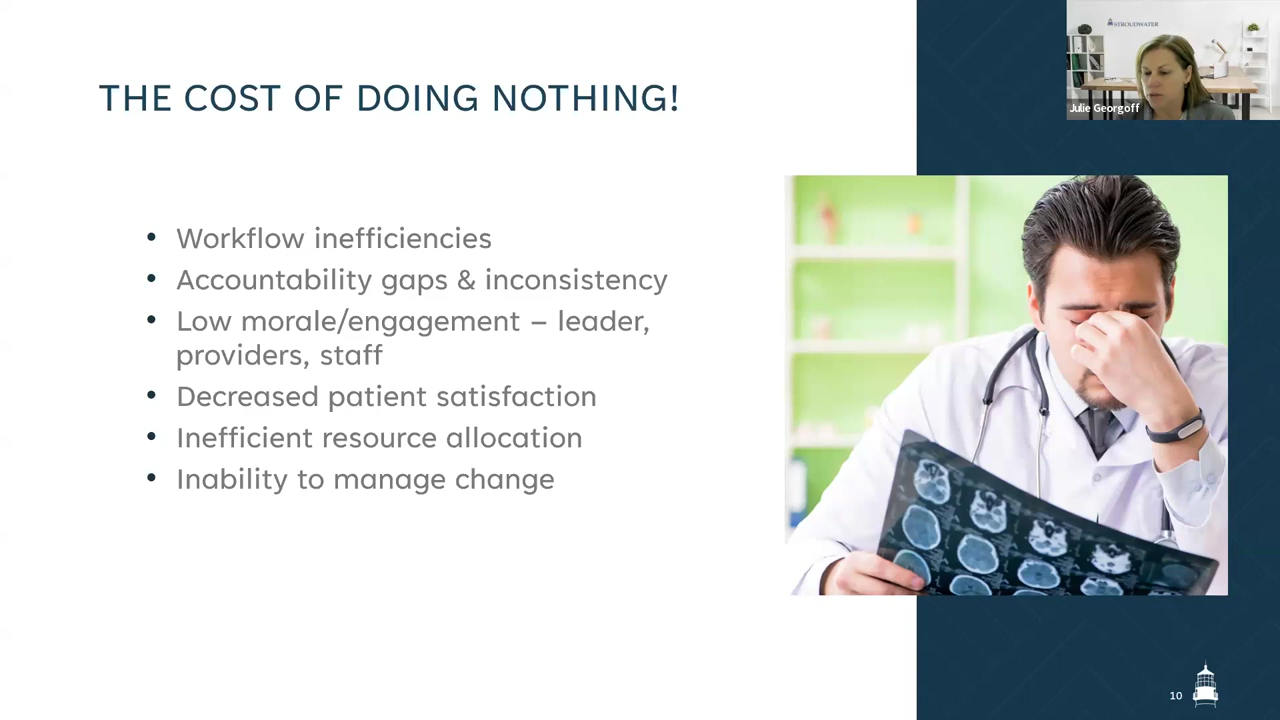 THE COST OF DOING NOTHING!
STROUDWATER
Julie Georgoff
• Workflow inefficiencies
• Accountability gaps & inconsistency
• Low morale/engagement – leader,
providers, staff
• Decreased patient satisfaction
• Inefficient resource allocation
• Inability to manage change
10